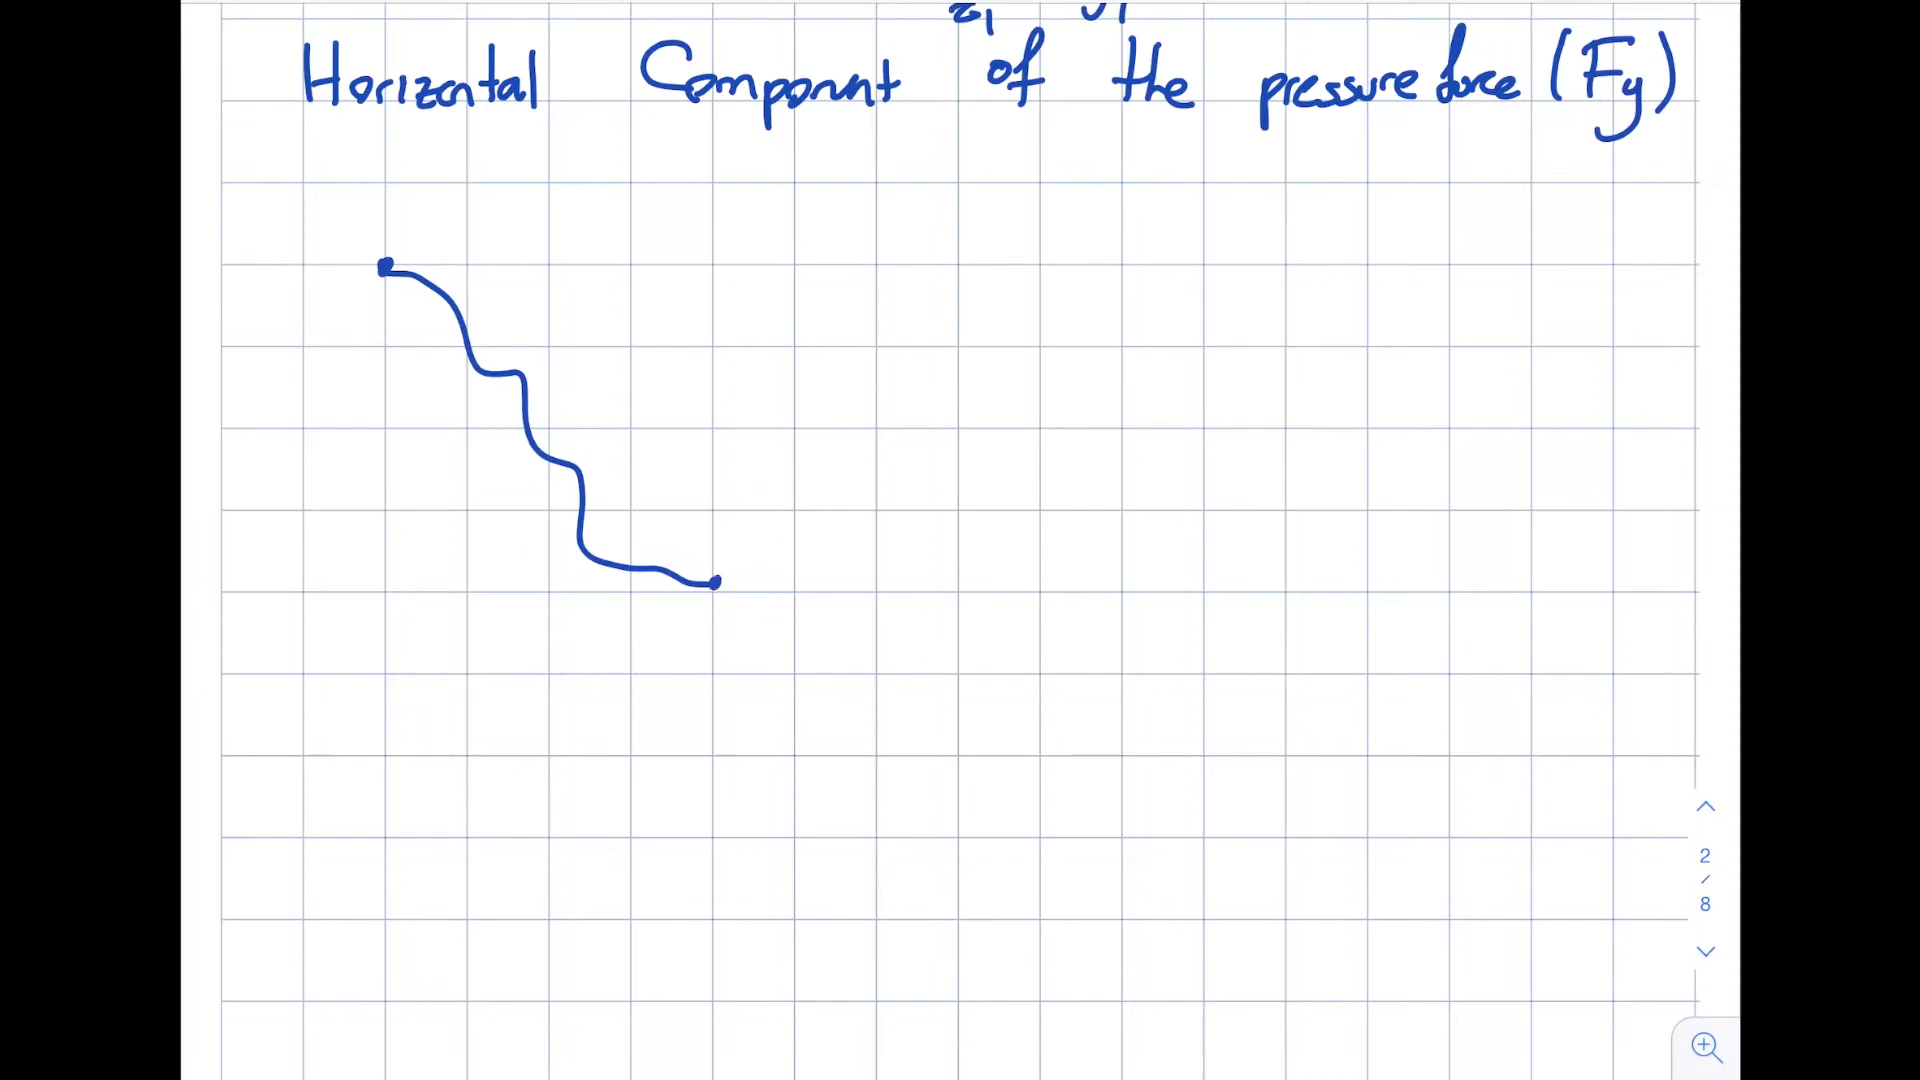 Horizontal Component of the pressure force (Fy)
2
/
8